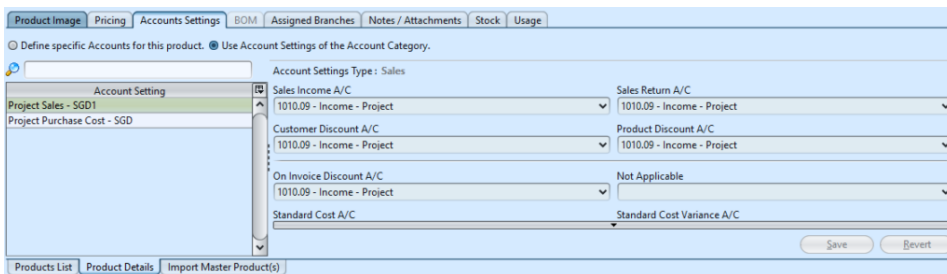 Product Image Pricing Accounts Settings BOM Assigned Branches Notes / Attachments Stock Usage
Define specific Accounts for this product. Use Account Settings of the Account Category.
Account Settings Type : Sales
Account Setting
Project Sales - SGD1
Project Purchase Cost - SGD
Sales Income A/C Sales Return A/C
1010.09 - Income - Project 1010.09 - Income - Project
Customer Discount A/C Product Discount A/C
1010.09 - Income - Project 1010.09 - Income - Project
On Invoice Discount A/C Not Applicable
1010.09 - Income - Project
Standard Cost A/C Standard Cost Variance A/C
Save Revert
Products List Product Details Import Master Product(s)